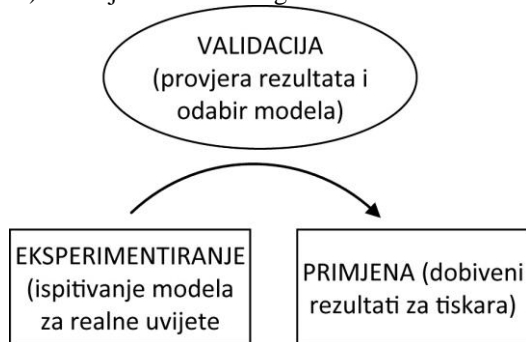 VALIDACIJA
(provjera rezultata i
odabir modela)
EKSPERIMENTIRANJE
(ispitivanje modela
za realne uvijete
PRIMJENA (dobiveni
rezultati za tiskara)